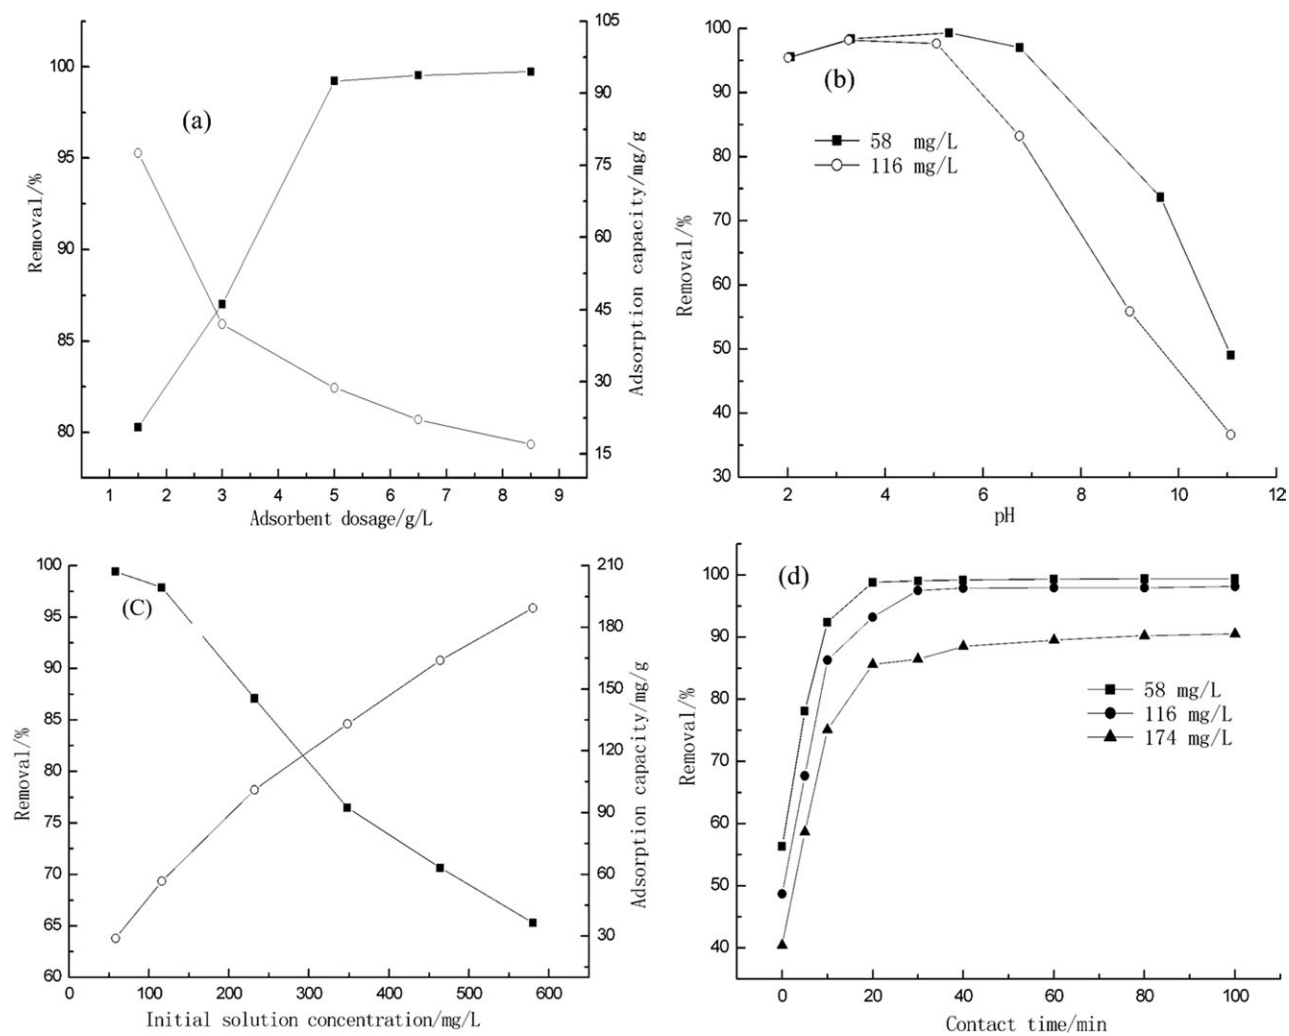 (a)
Removal/%
100
95
90
85
80
105
90
75
60
45
30
15
Adsorption capacity/mg/g
1 2 3 4 5 6 7 8 9
Adsorbent dosage/g/L
(b)
Removal/%
100
90
80
70
60
50
40
30
58 mg/L
116 mg/L
2 4 6 8 10 12
pH
(C)
Removal/%
100
95
90
85
80
75
70
65
60
210
180
150
120
90
60
30
Adsorption capacity/mg/g
0 100 200 300 400 500 600
Initial solution concentration/mg/L
(d)
Removal/%
100
90
80
70
60
50
40
58 mg/L
116 mg/L
174 mg/L
0 20 40 60 80 100
Contact time/min